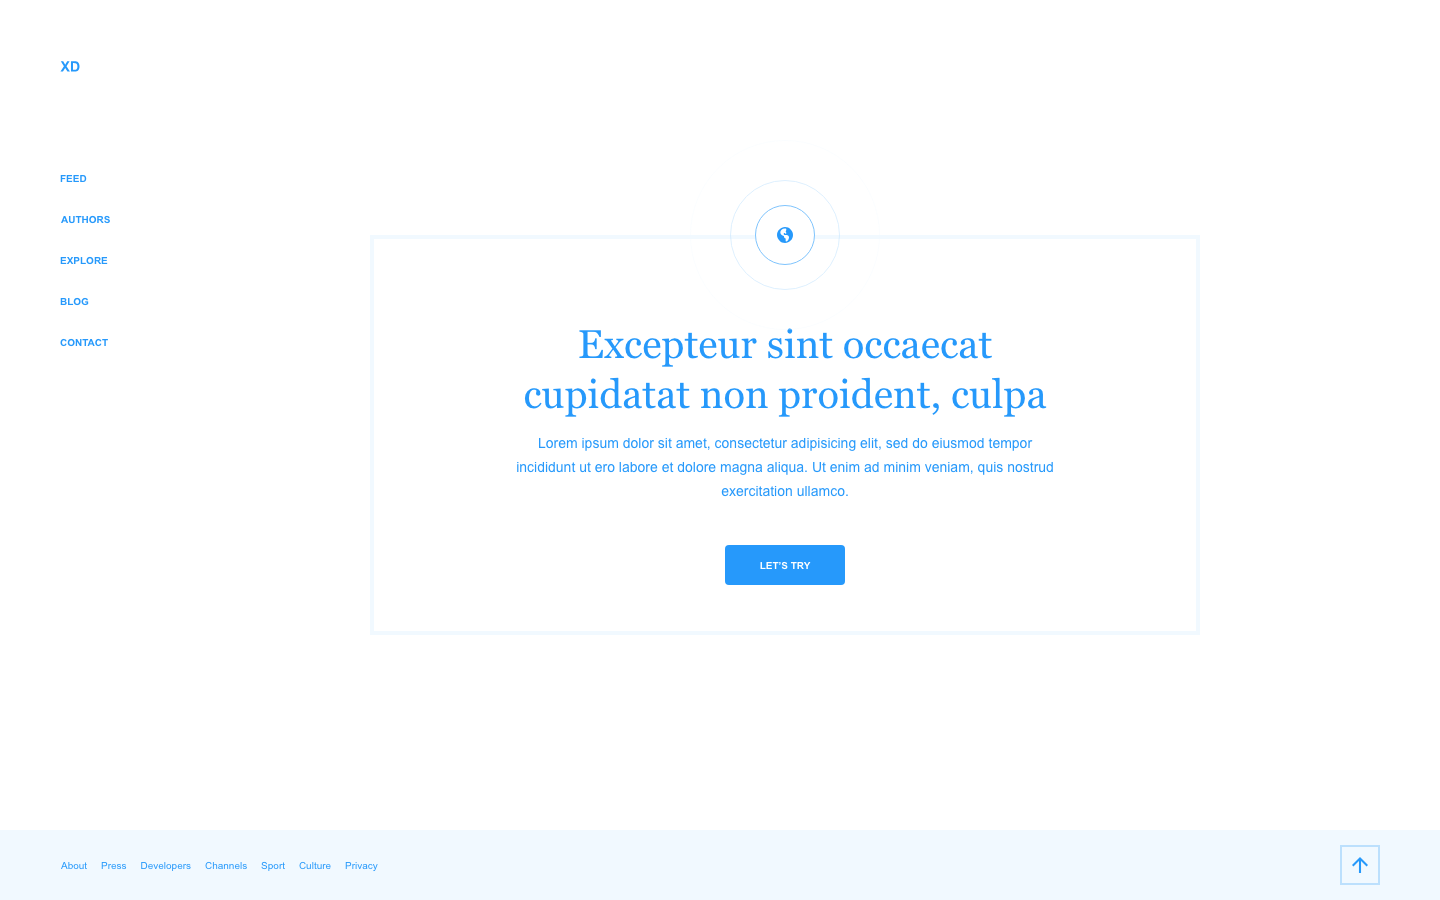 XD
FEED
AUTHORS
EXPLORE
BLOG
CONTACT
Excepteur sint occaecat
cupidatat non proident, culpa
Lorem ipsum dolor sit amet, consectetur adipisicing elit, sed do eiusmod tempor
incididunt ut ero labore et dolore magna aliqua. Ut enim ad minim veniam, quis nostrud
exercitation ullamco.
LET'S TRY
About Press Developers Channels Sport Culture Privacy